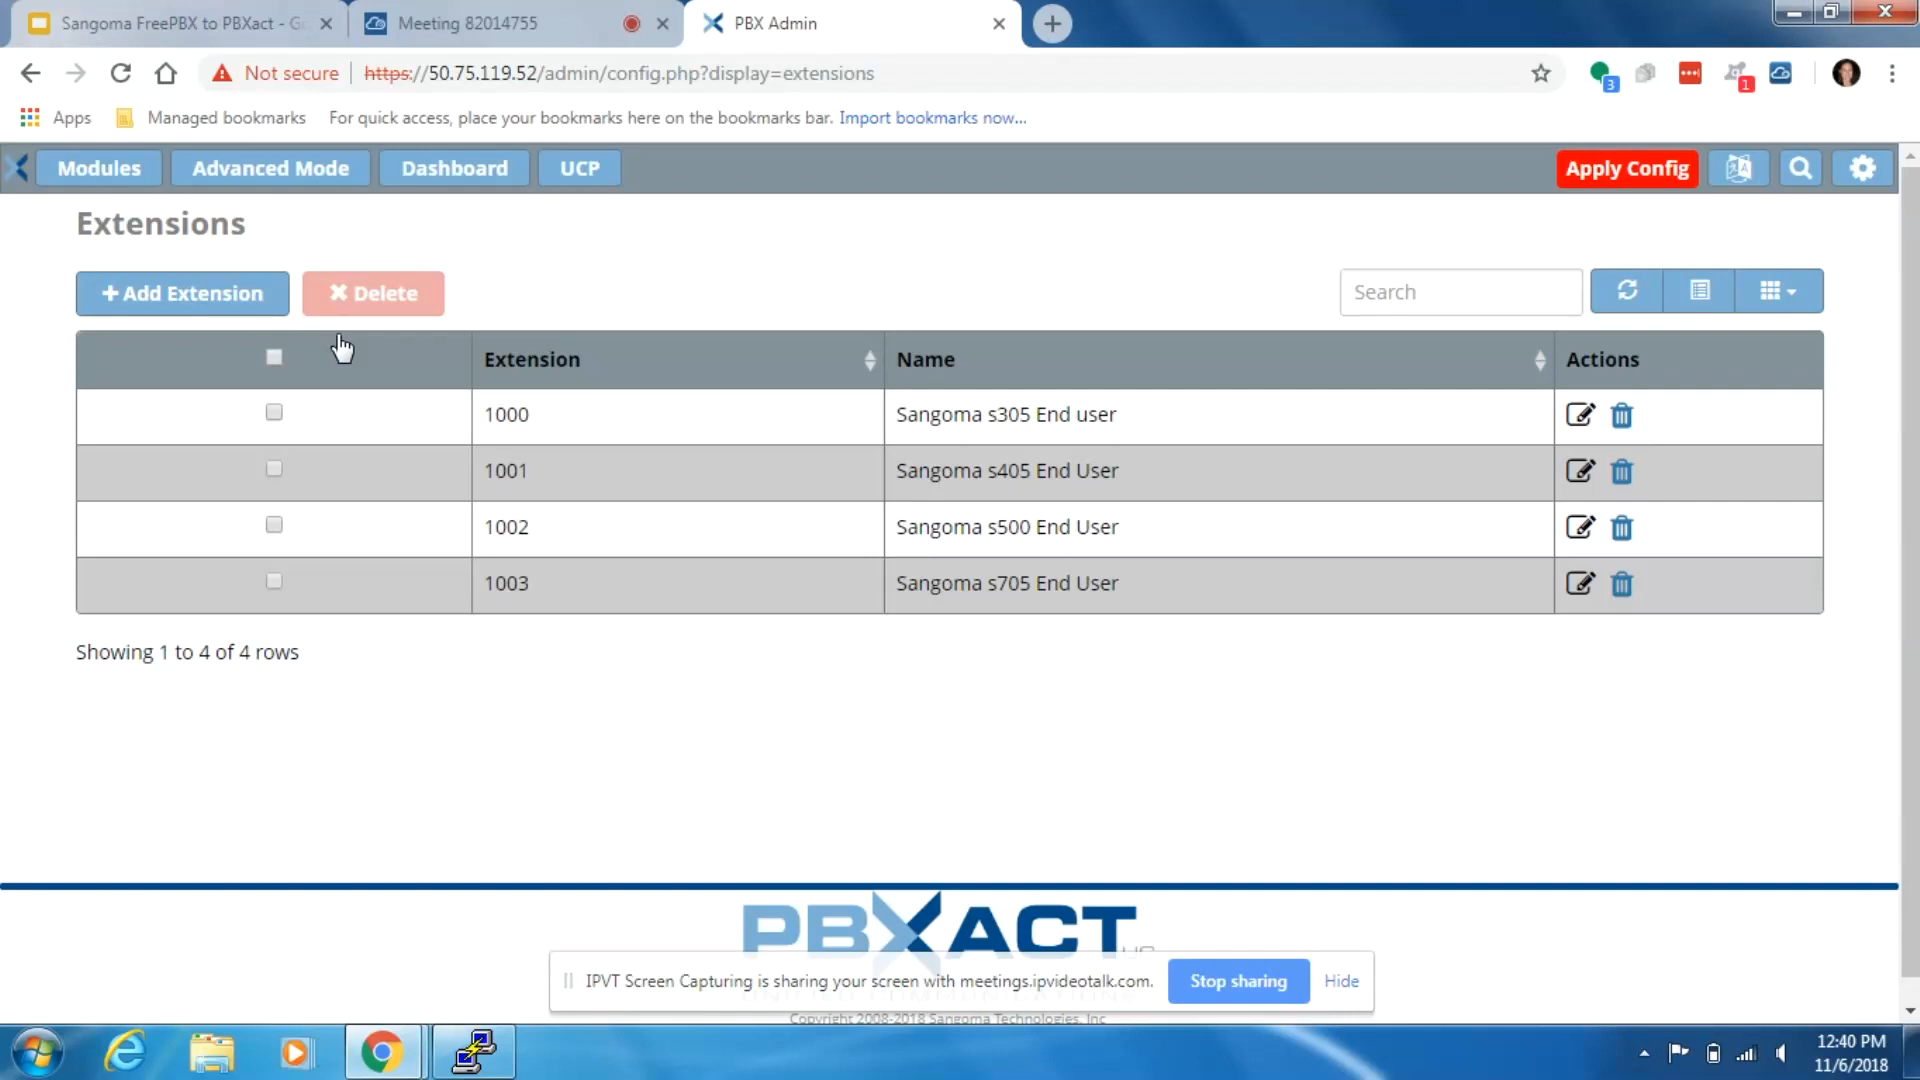 Sangoma FreePBX to PBXact - G
Meeting 82014755
PBX Admin
Not secure
https://50.75.119.52/admin/config.php?display=extensions
3
1
Apps
Managed bookmarks
For quick access, place your bookmarks here on the bookmarks bar. Import bookmarks now...
Modules
Advanced Mode
Dashboard
UCP
Apply Config
Extensions
+ Add Extension
Delete
Search
Extension
Name
Actions
1000
Sangoma s305 End user
1001
Sangoma s405 End User
1002
Sangoma s500 End User
1003
Sangoma s705 End User
Showing 1 to 4 of 4 rows
PBXACT
IPVT Screen Capturing is sharing your screen with meetings.ipvideotalk.com.
Stop sharing
Hide
Copyright 2008-2018 Sangoma Technologies, Inc
12:40 PM
11/6/2018